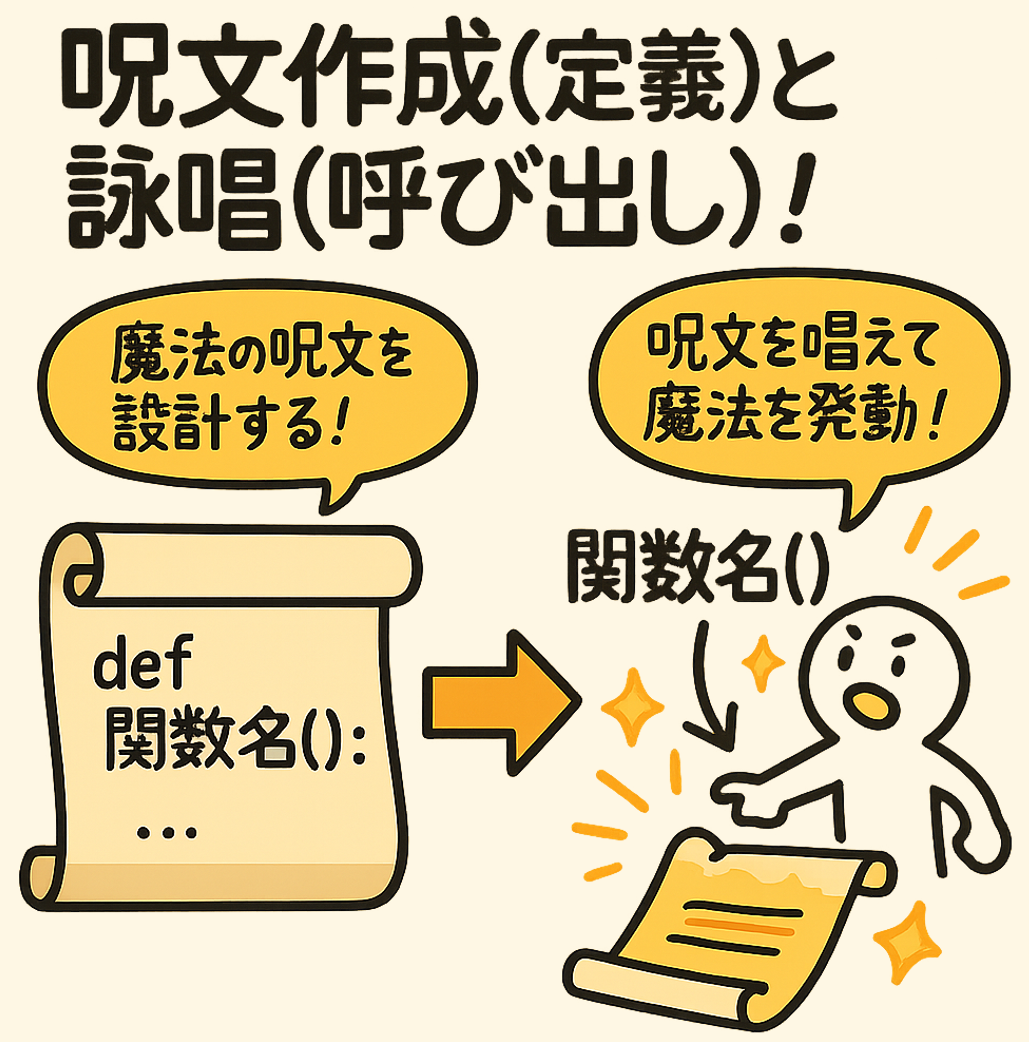 呪文作成(定義)と
詠唱(呼び出し)!
魔法の呪文を
設計する!
呪文を唱えて
魔法を発動!
def
関数名():
...
関数名()